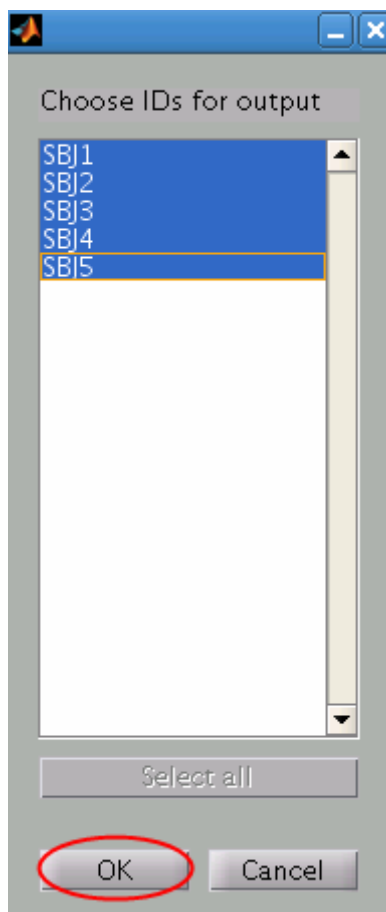 Choose IDs for output
SBJ1
SBJ2
SBJ3
SBJ4
SBJ5
Select all
OK Cancel